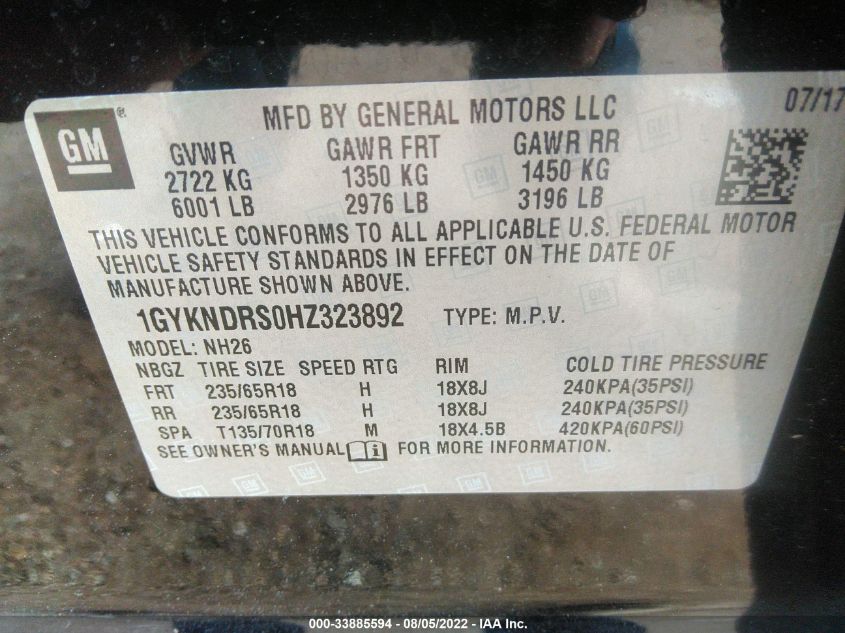 GM
®
MFD BY GENERAL MOTORS LLC
07/17
GVWR GAWR FRT GAWR RR
2722 KG 1350 KG 1450 KG
6001 LB 2976 LB 3196 LB
THIS VEHICLE CONFORMS TO ALL APPLICABLE U.S. FEDERAL MOTOR
VEHICLE SAFETY STANDARDS IN EFFECT ON THE DATE OF
MANUFACTURE SHOWN ABOVE.
1GYKNDRS0HZ323892 TYPE: M.P.V.
MODEL: NH26
NBGZ TIRE SIZE SPEED RTG RIM COLD TIRE PRESSURE
FRT 235/65R18 H 18X8J 240KPA(35PSI)
RR 235/65R18 H 18X8J 240KPA(35PSI)
SPA T135/70R18 M 18X4.5B 420KPA(60PSI)
SEE OWNER'S MANUAL FOR MORE INFORMATION.
000-33885594 - 08/05/2022 - IAA Inc.